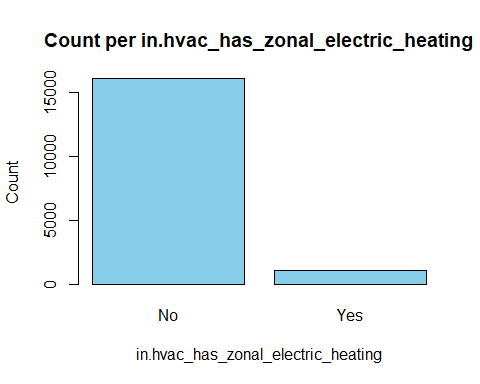 Count per in.hvac_has_zonal_electric_heating
15000
10000
5000
0
Count
No Yes
in.hvac_has_zonal_electric_heating